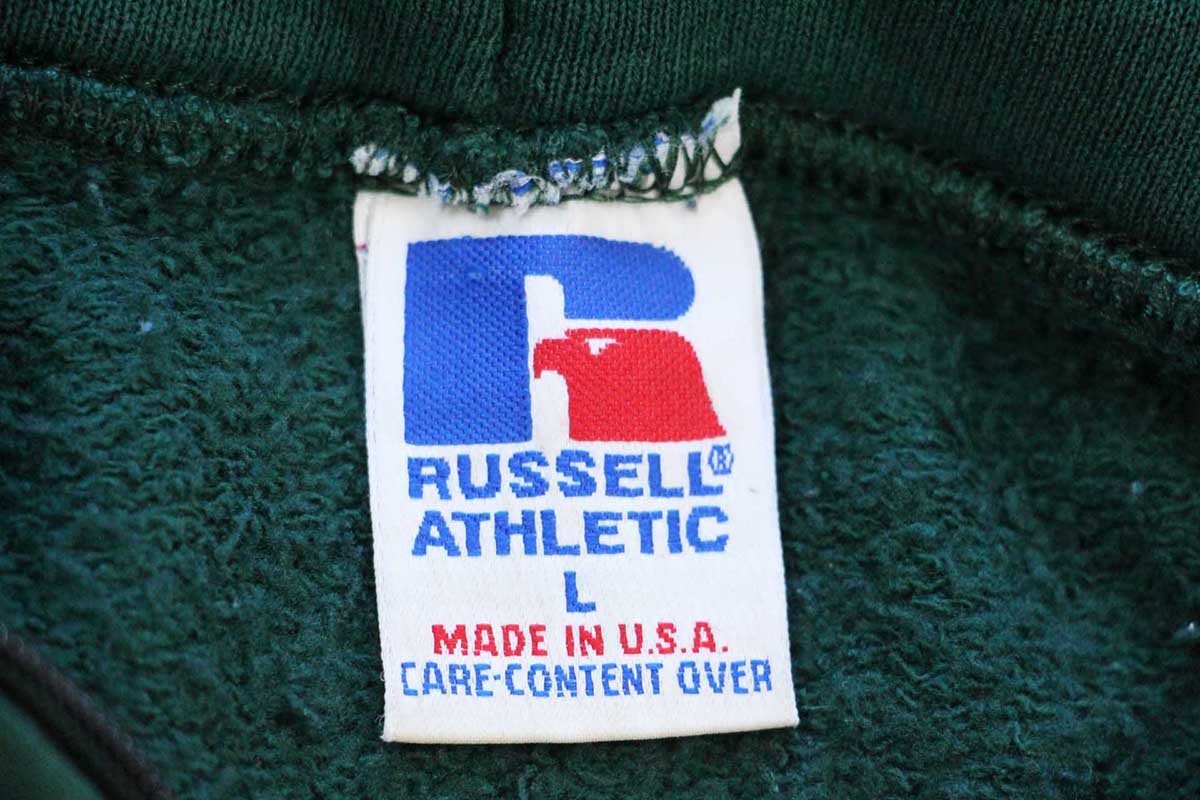 R
RUSSELL®
ATHLETIC
L
MADE IN U.S.A.
CARE-CONTENT OVER